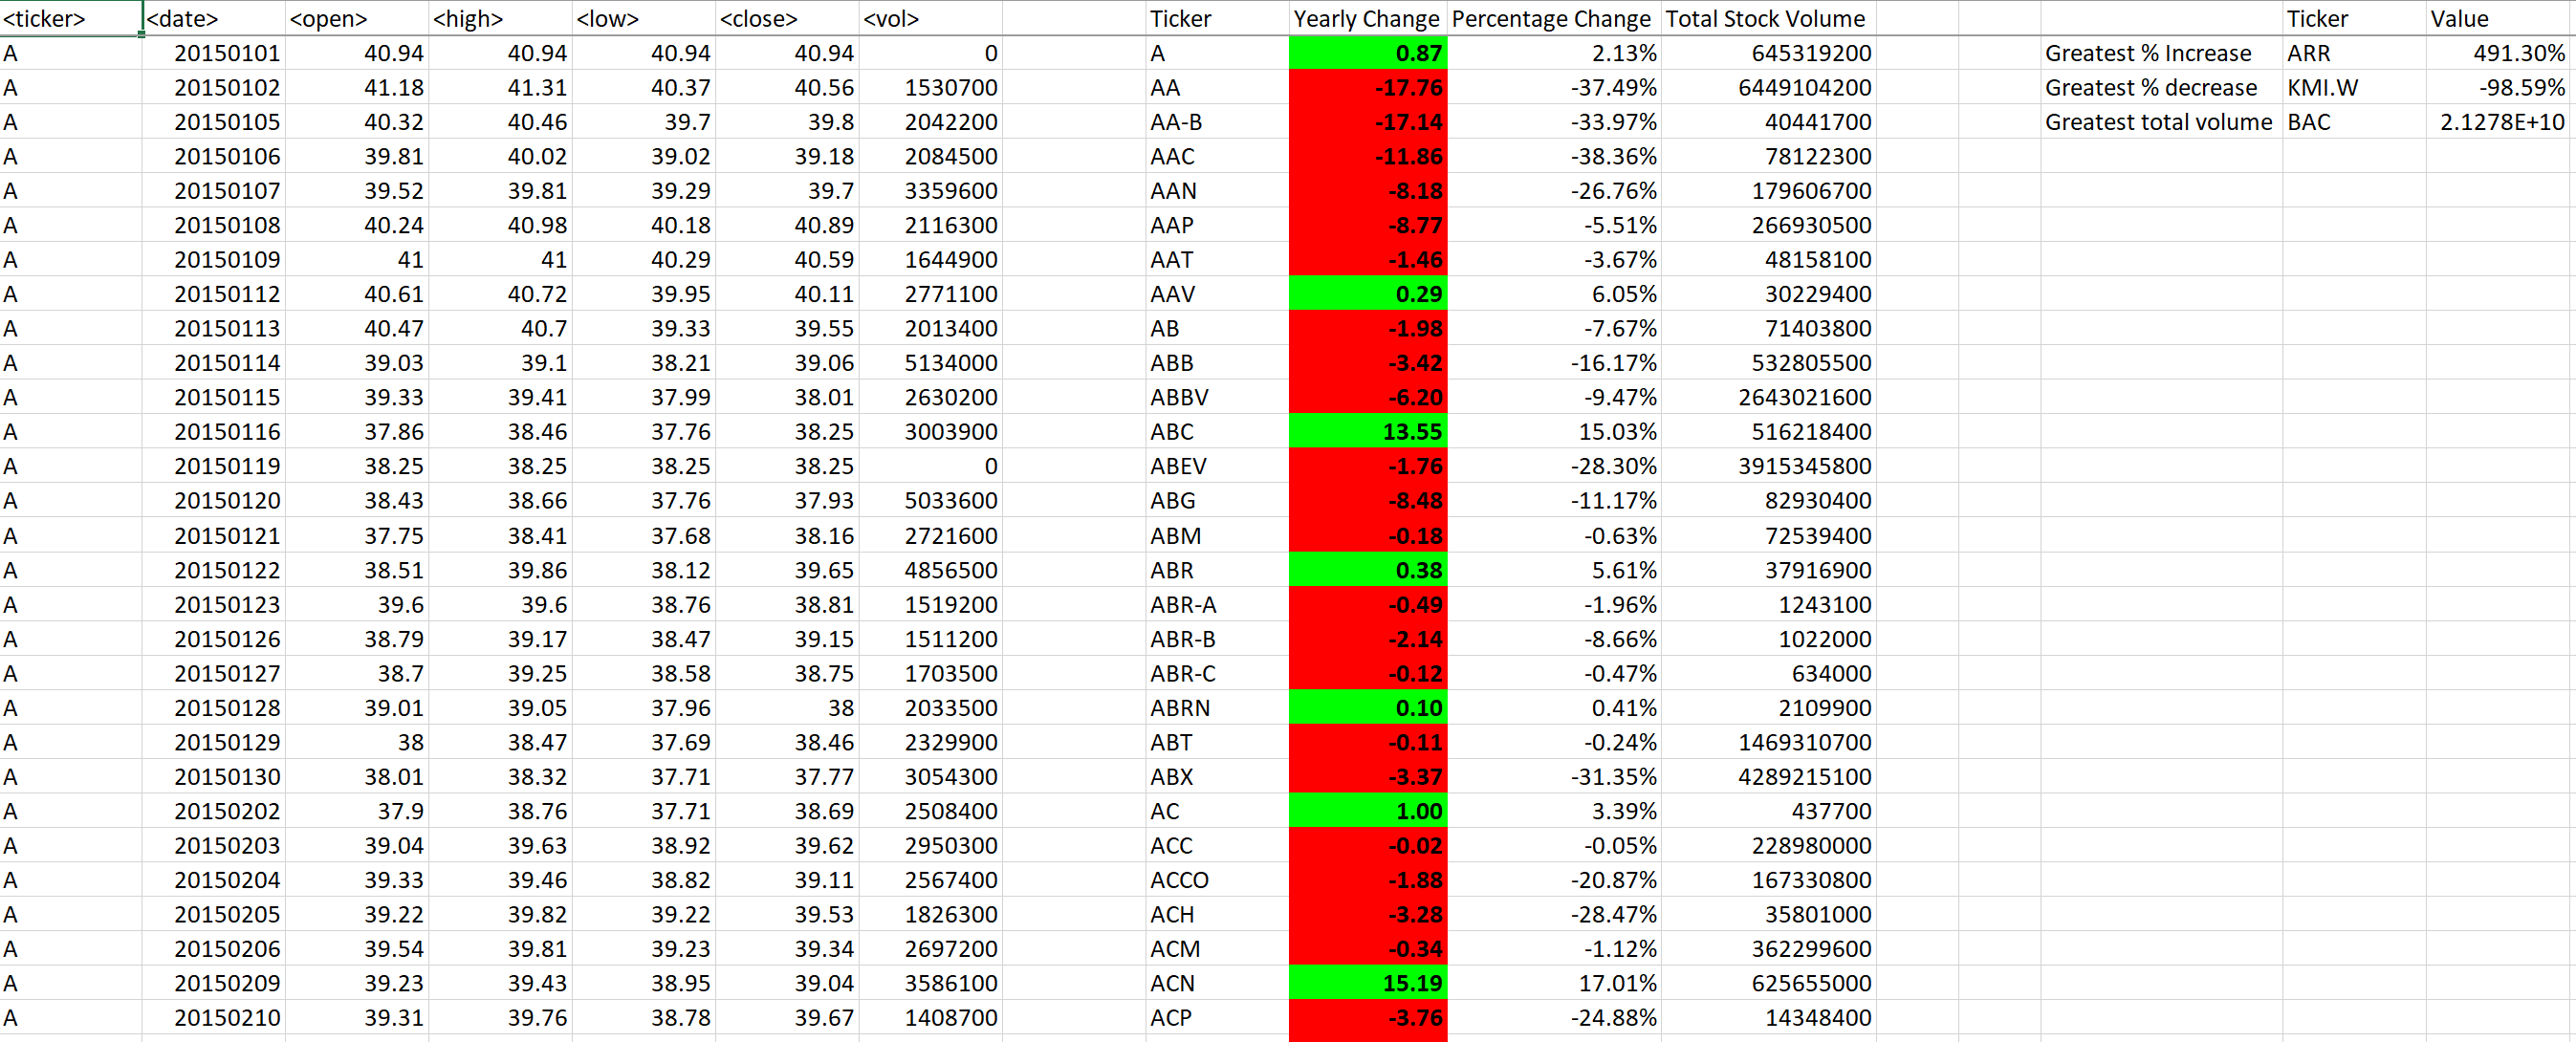 <ticker> <date> <open> <high> <low> <close> <vol> Ticker Yearly Change Percentage Change Total Stock Volume Ticker Value
A 20150101 40.94 40.94 40.94 40.94 0 A 0.87 2.13% 645319200 Greatest % Increase ARR 491.30%
A 20150102 41.18 41.31 40.37 40.56 1530700 AA -17.76 -37.49% 6449104200 Greatest % decrease KMI.W -98.59%
A 20150105 40.32 40.46 39.7 39.8 2042200 AA-B -17.14 -33.97% 40441700 Greatest total volume BAC 2.1278E+10
A 20150106 39.81 40.02 39.02 39.18 2084500 AAC -11.86 -38.36% 78122300
A 20150107 39.52 39.81 39.29 39.7 3359600 AAN -8.18 -26.76% 179606700
A 20150108 40.24 40.98 40.18 40.89 2116300 AAP -8.77 -5.51% 266930500
A 20150109 41 41 40.29 40.59 1644900 AAT -1.46 -3.67% 48158100
A 20150112 40.61 40.72 39.95 40.11 2771100 AAV 0.29 6.05% 30229400
A 20150113 40.47 40.7 39.33 39.55 2013400 AB -1.98 -7.67% 71403800
A 20150114 39.03 39.1 38.21 39.06 5134000 ABB -3.42 -16.17% 532805500
A 20150115 39.33 39.41 37.99 38.01 2630200 ABBV -6.20 -9.47% 2643021600
A 20150116 37.86 38.46 37.76 38.25 3003900 ABC 13.55 15.03% 516218400
A 20150119 38.25 38.25 38.25 38.25 0 ABEV -1.76 -28.30% 3915345800
A 20150120 38.43 38.66 37.76 37.93 5033600 ABG -8.48 -11.17% 82930400
A 20150121 37.75 38.41 37.68 38.16 2721600 ABM -0.18 -0.63% 72539400
A 20150122 38.51 39.86 38.12 39.65 4856500 ABR 0.38 5.61% 37916900
A 20150123 39.6 39.6 38.76 38.81 1519200 ABR-A -0.49 -1.96% 1243100
A 20150126 38.79 39.17 38.47 39.15 1511200 ABR-B -2.14 -8.66% 1022000
A 20150127 38.7 39.25 38.58 38.75 1703500 ABR-C -0.12 -0.47% 634000
A 20150128 39.01 39.05 37.96 38 2033500 ABRN 0.10 0.41% 2109900
A 20150129 38 38.47 37.69 38.46 2329900 ABT -0.11 -0.24% 1469310700
A 20150130 38.01 38.32 37.71 37.77 3054300 ABX -3.37 -31.35% 4289215100
A 20150202 37.9 38.76 37.71 38.69 2508400 AC 1.00 3.39% 437700
A 20150203 39.04 39.63 38.92 39.62 2950300 ACC -0.02 -0.05% 228980000
A 20150204 39.33 39.46 38.82 39.11 2567400 ACCO -1.88 -20.87% 167330800
A 20150205 39.22 39.82 39.22 39.53 1826300 ACH -3.28 -28.47% 35801000
A 20150206 39.54 39.81 39.23 39.34 2697200 ACM -0.34 -1.12% 362299600
A 20150209 39.23 39.43 38.95 39.04 3586100 ACN 15.19 17.01% 625655000
A 20150210 39.31 39.76 38.78 39.67 1408700 ACP -3.76 -24.88% 14348400